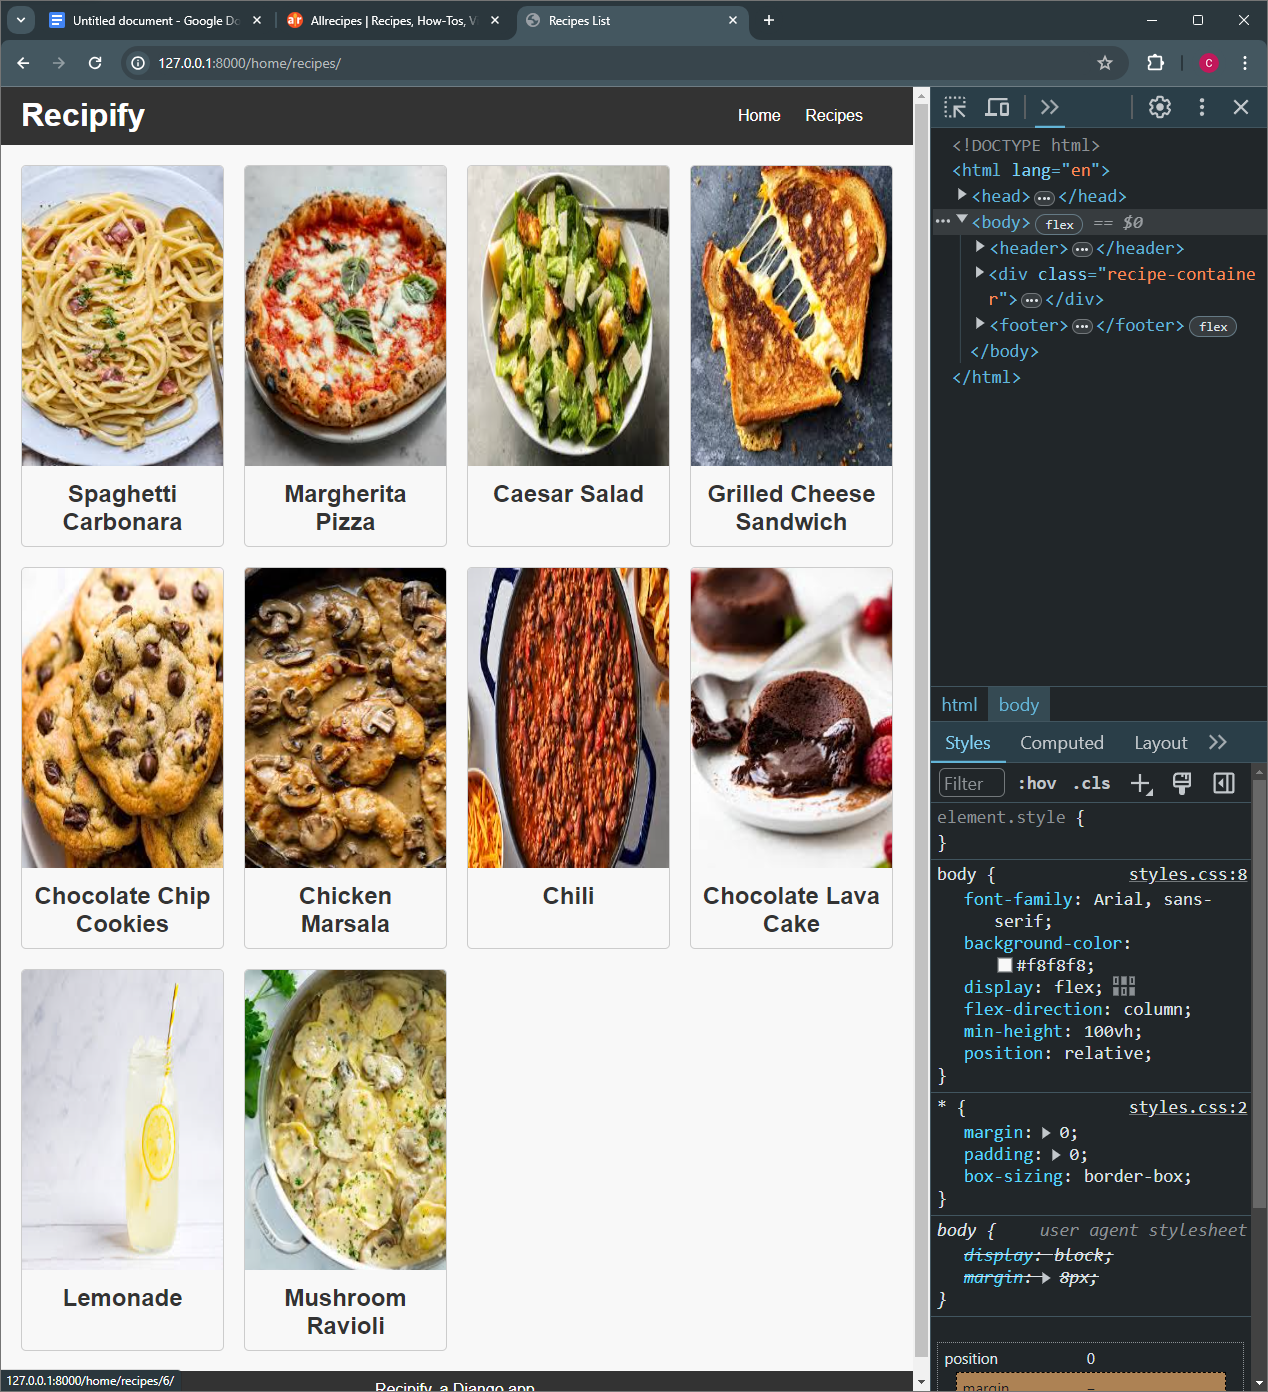 Untitled document - Google Do
Allrecipes | Recipes, How-Tos, Vi
Recipes List
127.0.0.1:8000/home/recipes/
C
Recipify
Home
Recipes
Spaghetti
Carbonara
Margherita
Pizza
Caesar Salad
Grilled Cheese
Sandwich
Chocolate Chip
Cookies
Chicken
Marsala
Chili
Chocolate Lava
Cake
Lemonade
Mushroom
Ravioli
Recipify, a Django app
127.0.0.1:8000/home/recipes/6/
<!DOCTYPE html>
<html lang="en">
<head> ••• </head>
••• <body> flex == $0
<header> ••• </header>
<div class="recipe-containe
r"> ••• </div>
<footer> ••• </footer> flex
</body>
</html>
html body
Styles Computed Layout
Filter :hov .cls
element.style {
}
body { styles.css:8
font-family: Arial, sans-
serif;
background-color:
#f8f8f8;
display: flex;
flex-direction: column;
min-height: 100vh;
position: relative;
}
* { styles.css:2
margin: 0;
padding: 0;
box-sizing: border-box;
}
body { user agent stylesheet
display: block;
margin: 8px;
}
position 0
margin –